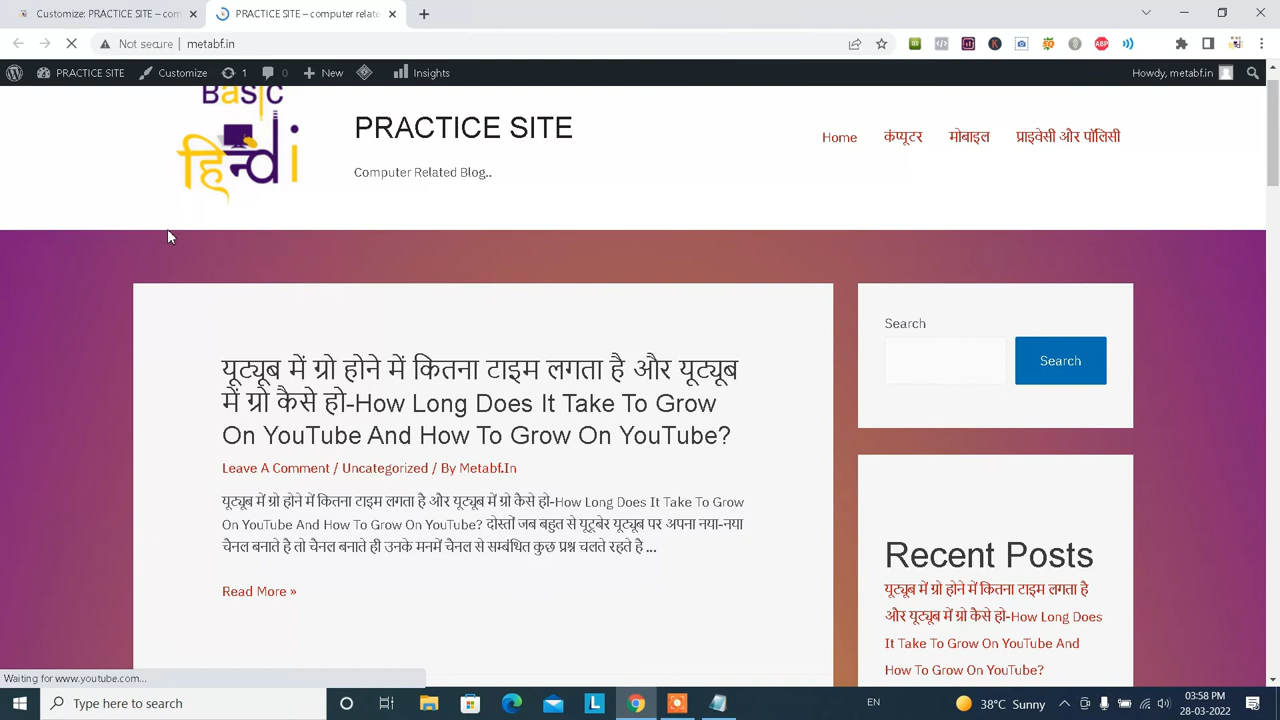 Customize: PRACTICE SITE – com
PRACTICE SITE – computer relate
Not secure | metabf.in
PRACTICE SITE
Customize
1
0
New
Insights
Howdy, metabf.in
Basic
हिन्दी
PRACTICE SITE
Computer Related Blog..
Home
कंप्यूटर
मोबाइल
प्राइवेसी और पॉलिसी
यूट्यूब में ग्रो होने में कितना टाइम लगता है और यूट्यूब
में ग्रो कैसे हो-How Long Does It Take To Grow
On YouTube And How To Grow On YouTube?
Leave A Comment / Uncategorized / By Metabf.In
यूट्यूब में ग्रो होने में कितना टाइम लगता है और यूट्यूब में ग्रो कैसे हो-How Long Does It Take To Grow
On YouTube And How To Grow On YouTube? दोस्तों जब बहुत से यूटूबेर यूट्यूब पर अपना नया-नया
चैनल बनाते है तो चैनल बनाते ही उनके मनमें चैनल से सम्बंधित कुछ प्रश्न चलते रहते है ...
Read More »
Search
Search
Recent Posts
यूट्यूब में ग्रो होने में कितना टाइम लगता है
और यूट्यूब में ग्रो कैसे हो-How Long Does
It Take To Grow On YouTube And
How To Grow On YouTube?
Waiting for www.youtube.com...
Type here to search
L
EN
38°C Sunny
03:58 PM
28-03-2022